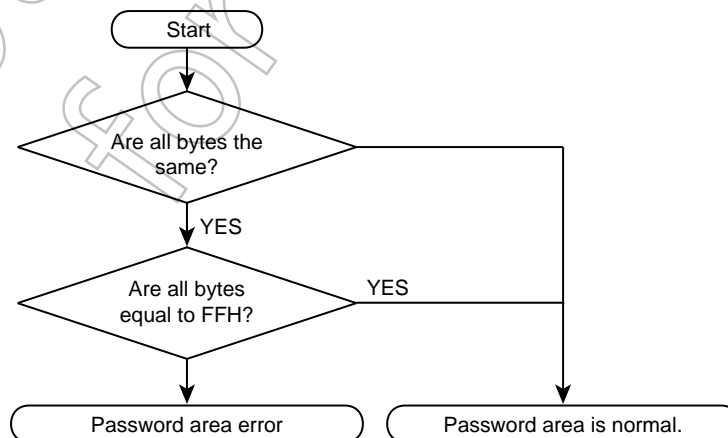 Start
Are all bytes the
same?
YES
Are all bytes
equal to FFH?
YES
Password area error
Password area is normal.
for